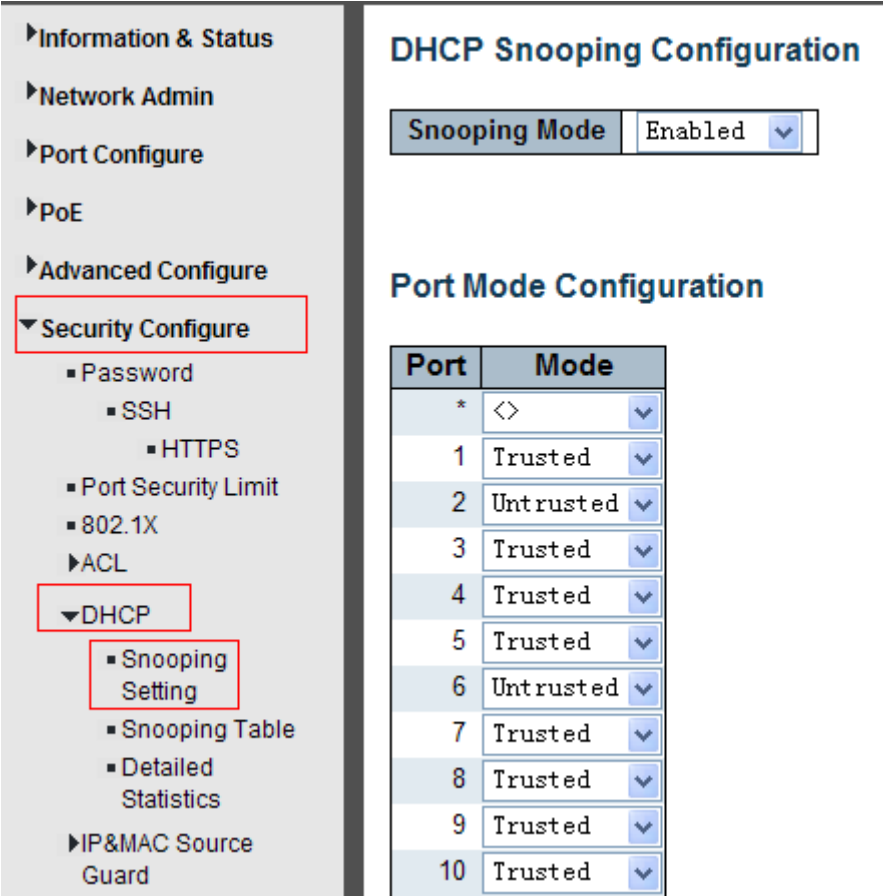 Information & Status
Network Admin
Port Configure
PoE
Advanced Configure
Security Configure
Password
SSH
HTTPS
Port Security Limit
802.1X
ACL
DHCP
Snooping
Setting
Snooping Table
Detailed
Statistics
IP&MAC Source
Guard
DHCP Snooping Configuration
Snooping Mode Enabled
Port Mode Configuration
Port Mode
* <>
1 Trusted
2 Untrusted
3 Trusted
4 Trusted
5 Trusted
6 Untrusted
7 Trusted
8 Trusted
9 Trusted
10 Trusted